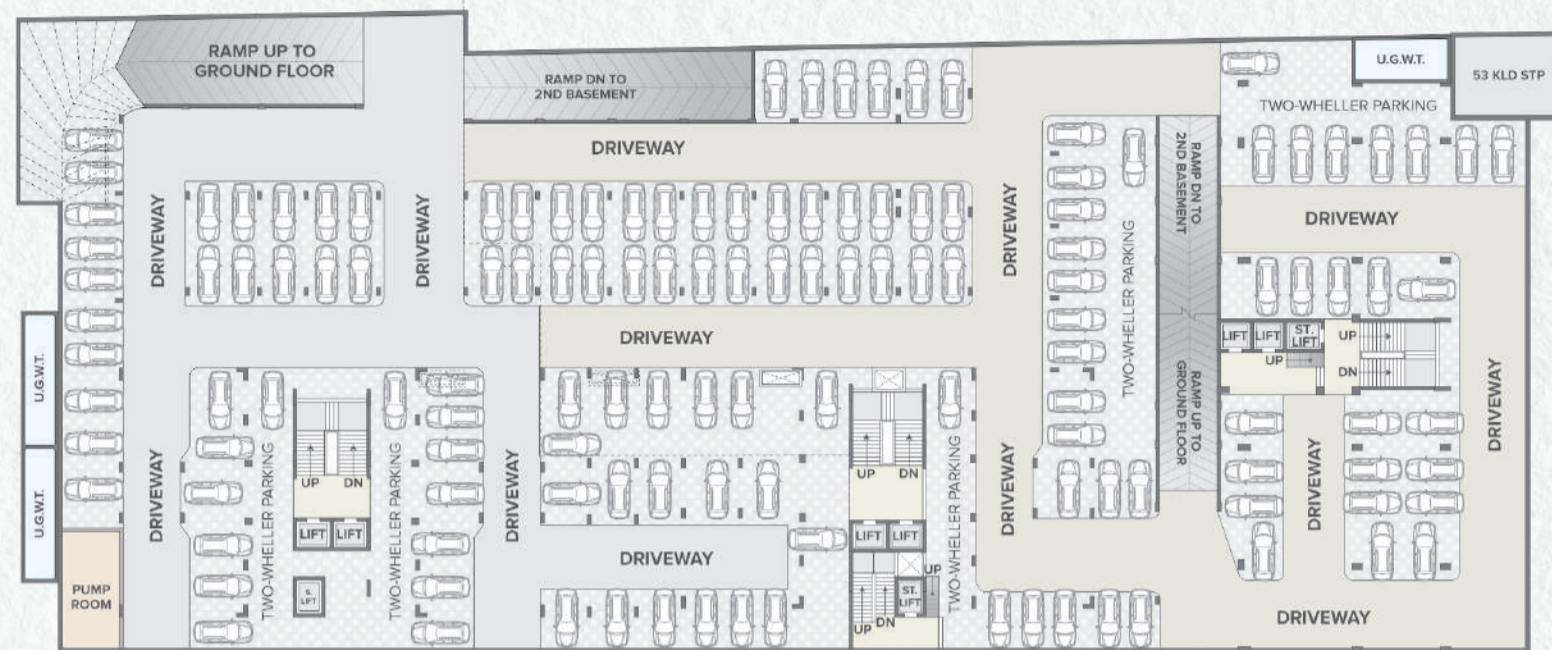 RAMP UP TO
GROUND FLOOR
RAMP DN TO
2ND BASEMENT
U.G.W.T.
53 KLD STP
TWO-WHELLER PARKING
DRIVEWAY
DRIVEWAY
DRIVEWAY
DRIVEWAY
RAMP DN TO
2ND BASEMENT
TWO-WHELLER PARKING
DRIVEWAY
DRIVEWAY
RAMP UP TO
GROUND FLOOR
LIFT
LIFT
ST.
LIFT
UP
UP
DN
DRIVEWAY
U.G.W.T.
U.G.W.T.
DRIVEWAY
TWO-WHELLER PARKING
UP
DN
LIFT
LIFT
S.
LIFT
TWO-WHELLER PARKING
DRIVEWAY
DRIVEWAY
UP
DN
LIFT
LIFT
UP
ST.
LIFT
UP
DN
TWO-WHELLER PARKING
DRIVEWAY
DRIVEWAY
DRIVEWAY
PUMP
ROOM